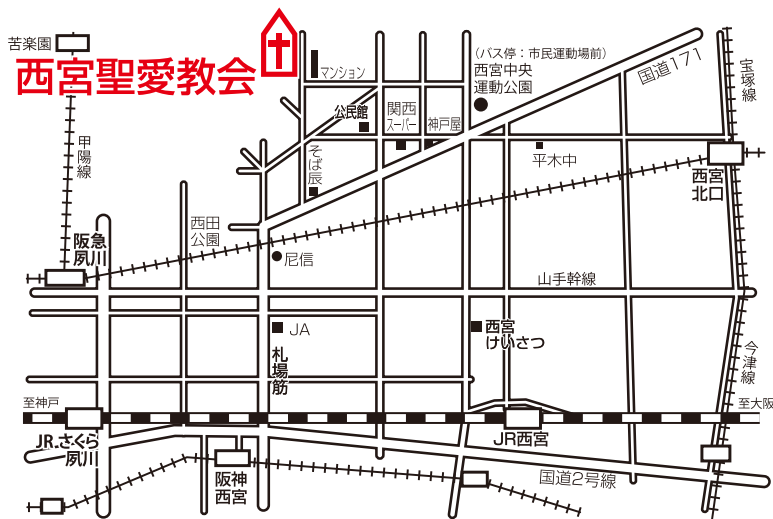 苦楽園
西宮聖愛教会
マンション
(バス停：市民運動場前)
西宮中央
運動公園
国道171
宝塚線
公民館
関西
スーパー
神戸屋
甲陽線
そば辰
平木中
西宮
北口
西田
公園
阪急
夙川
尼信
山手幹線
JA
西宮
けいさつ
札場筋
今津線
至神戸
至大阪
JRさくら
夙川
JR西宮
阪神
西宮
国道2号線